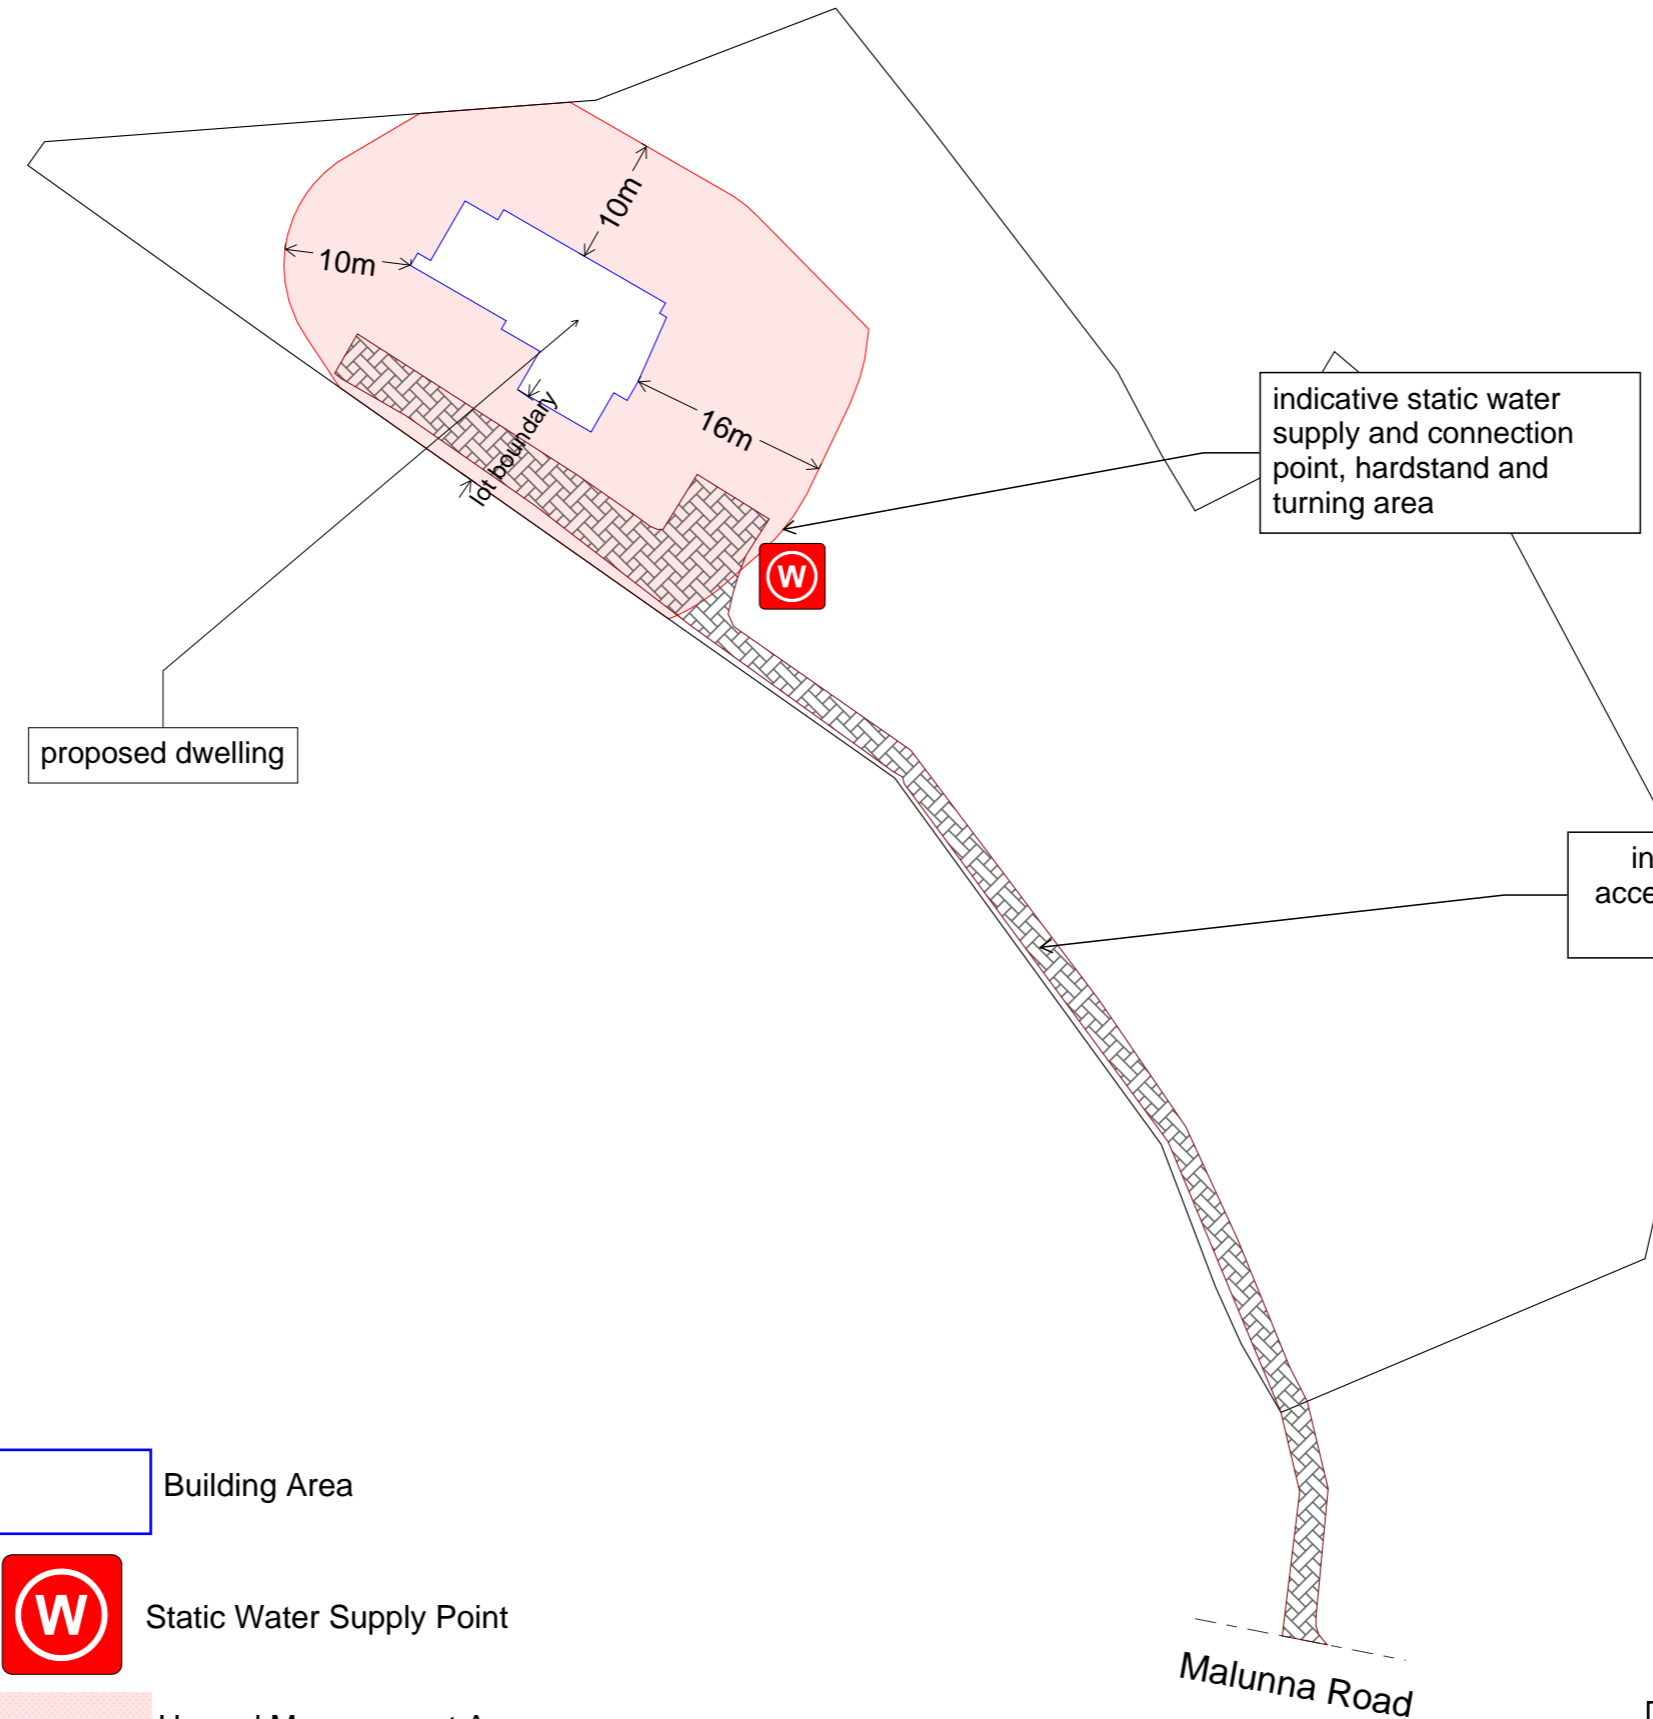 10m
10m
16m
lot boundary
indicative static water
supply and connection
point, hardstand and
turning area
W
proposed dwelling
Building Area
W
Static Water Supply Point
Malunna Road